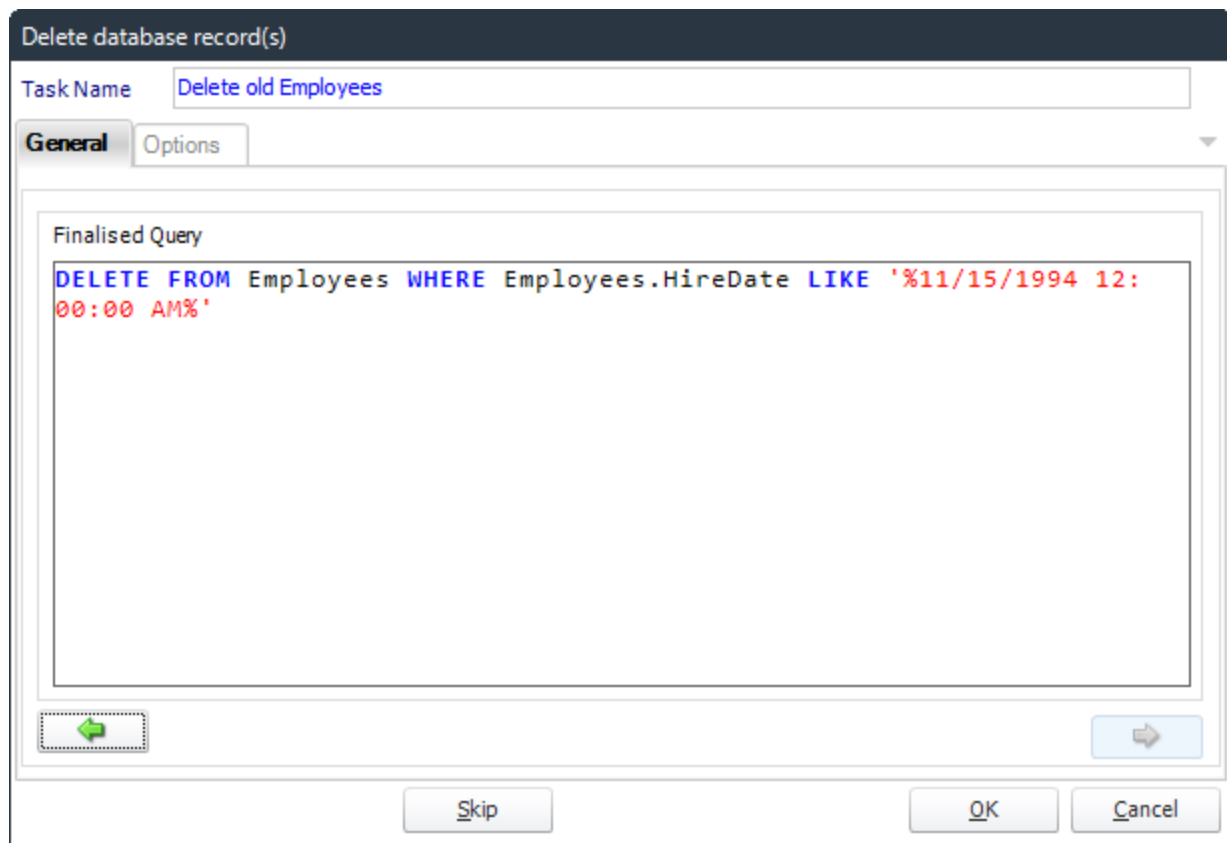 Delete database record(s)
Task Name Delete old Employees
General Options
Finalised Query
DELETE FROM Employees WHERE Employees.HireDate LIKE '%11/15/1994 12:
00:00 AM%'
Skip OK Cancel